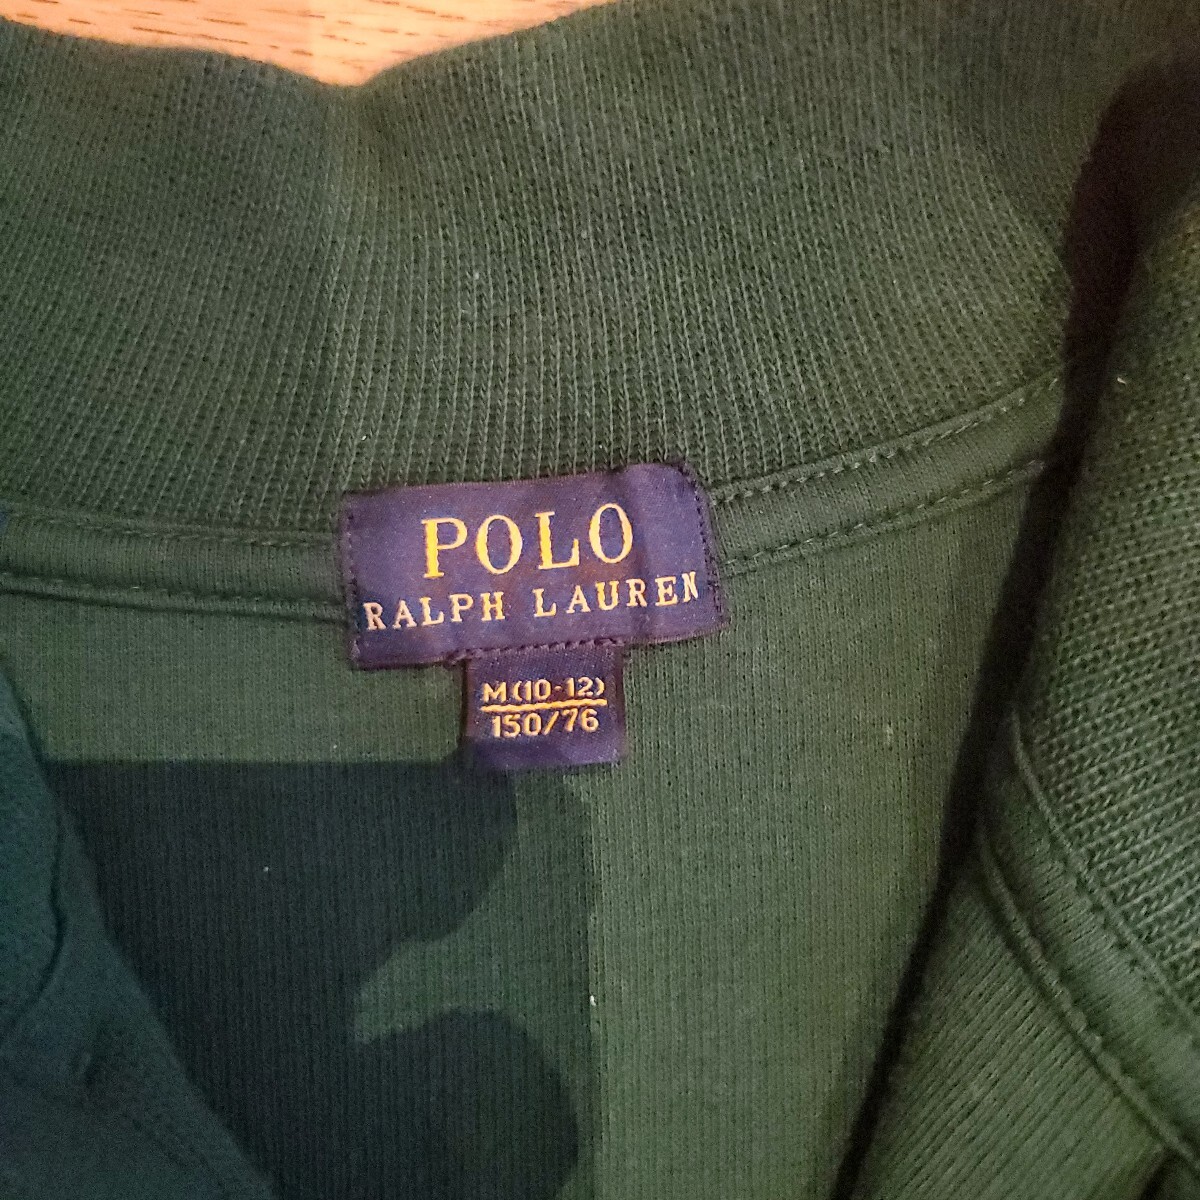 POLO
RALPH LAUREN
M(10-12)
150/76